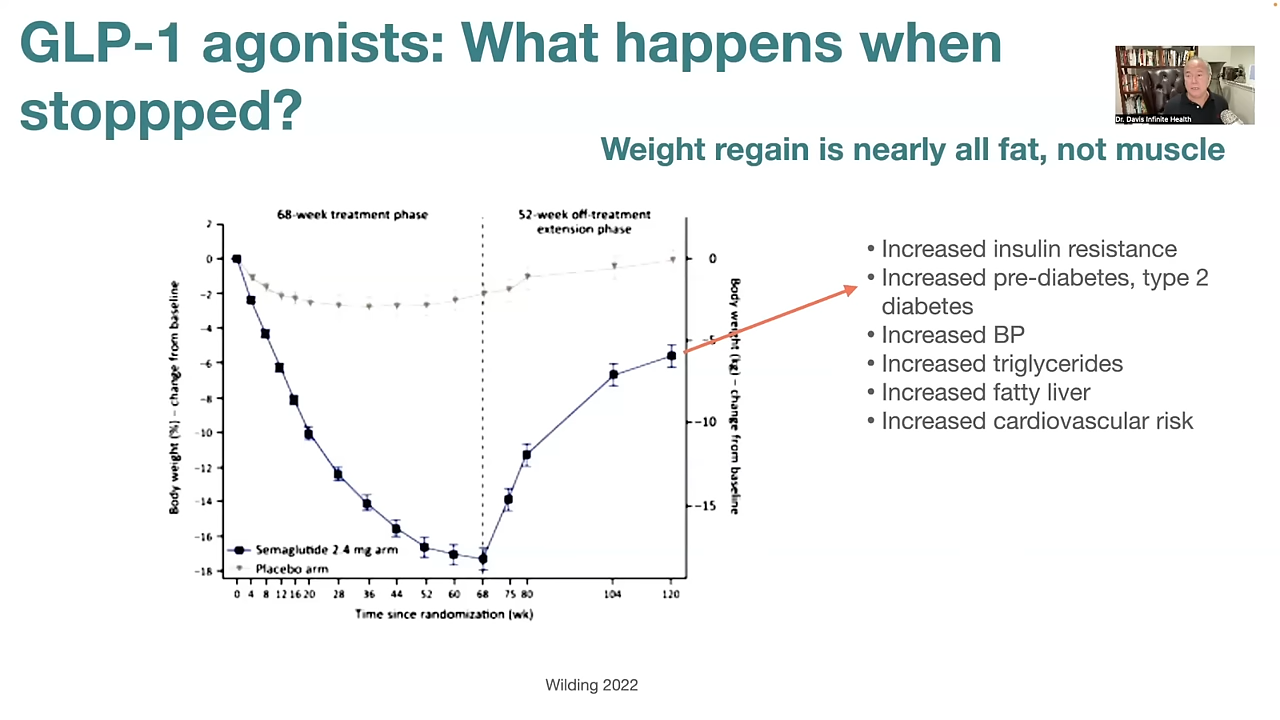 GLP-1 agonists: What happens when
stoppped?
Dr. Davis Infinite Health
Weight regain is nearly all fat, not muscle
68-week treatment phase
52-week off-treatment
extension phase
Body weight (%) – change from baseline
2
0
−2
−4
−6
−8
−10
−12
−14
−16
−18
Semaglutide 2 4 mg arm
Placebo arm
0 4 8 12 16 20 28 36 44 52 60 68 75 80 104 120
Time since randomization (wk)
0
−5
−10
−15
Body weight (kg) – change from baseline
• Increased insulin resistance
• Increased pre-diabetes, type 2
diabetes
• Increased BP
• Increased triglycerides
• Increased fatty liver
• Increased cardiovascular risk
Wilding 2022